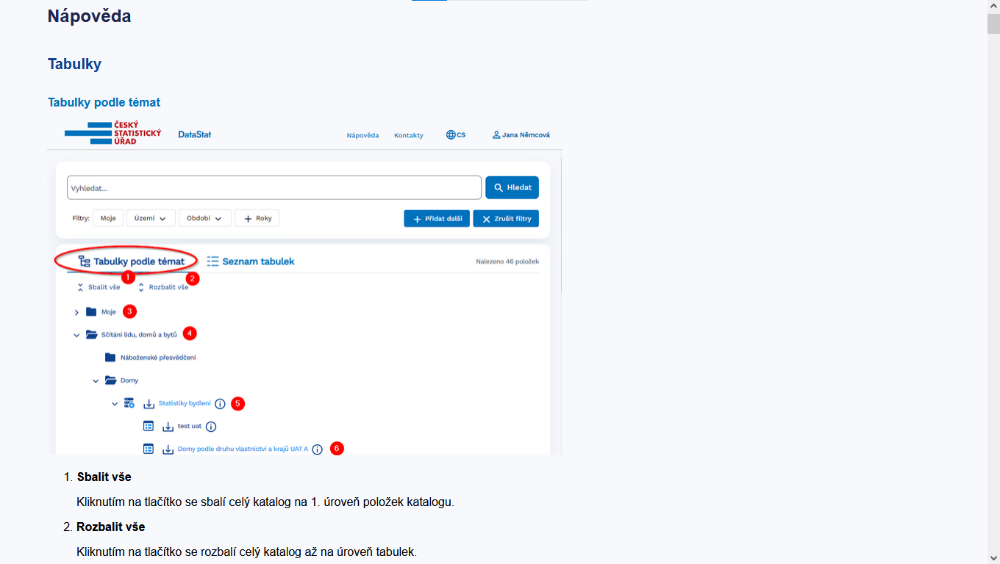 Nápověda
Tabulky
Tabulky podle témat
ČESKÝ
STATISTICKÝ
ÚŘAD
DataStat
Nápověda Kontakty CS Jana Němcová
Vyhledat... Hledat
Filtry: Moje Území Období Roky Přidat další Zrušit filtry
Tabulky podle témat Seznam tabulek Nalezeno 46 položek
Sbalit vše 1 Rozbalit vše 2
Moje 3
Sčítání lidu, domů a bytů 4
Náboženské přesvědčení
Domy
Statistiky bydlení 5
test uat
Domy podle druhu vlastnictví a krajů UAT A 6
1. Sbalit vše
Kliknutím na tlačítko se sbalí celý katalog na 1. úroveň položek katalogu.
2. Rozbalit vše
Kliknutím na tlačítko se rozbalí celý katalog až na úroveň tabulek.